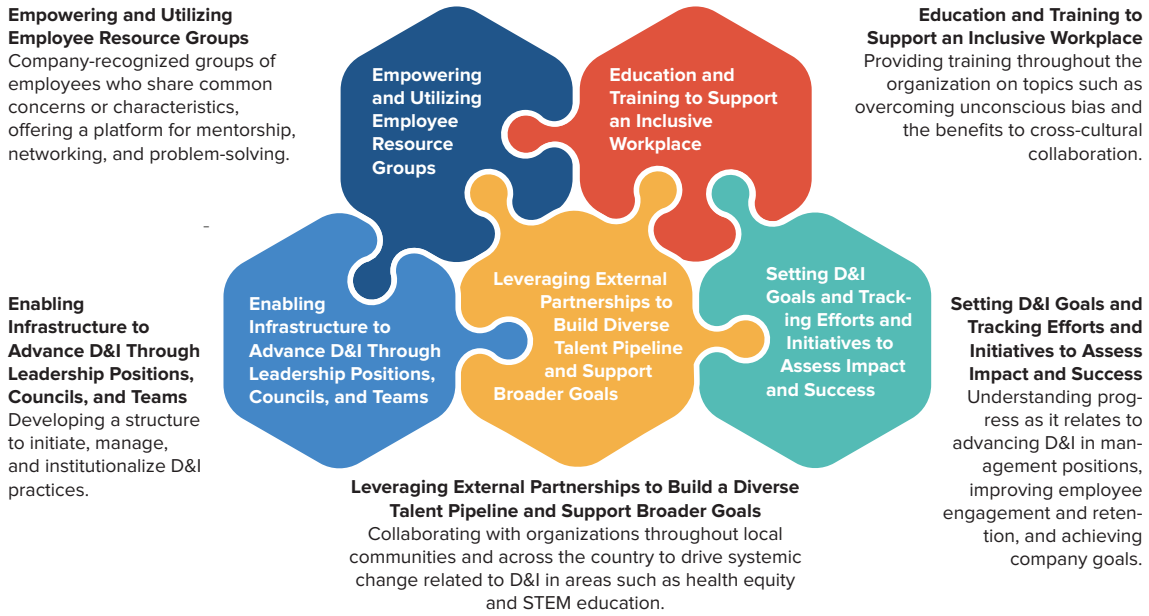 Empowering and Utilizing
Employee Resource Groups
Company-recognized groups of
employees who share common
concerns or characteristics,
offering a platform for mentorship,
networking, and problem-solving.
Empowering
and Utilizing
Employee
Resource
Groups
Education and
Training to Support
an Inclusive
Workplace
Education and Training to
Support an Inclusive Workplace
Providing training throughout the
organization on topics such as
overcoming unconscious bias and
the benefits to cross-cultural
collaboration.
-
Enabling
Infrastructure to
Advance D&I Through
Leadership Positions,
Councils, and Teams
Developing a structure
to initiate, manage,
and institutionalize D&I
practices.
Enabling
Infrastructure to
Advance D&I Through
Leadership Positions,
Councils, and Teams
Leveraging External
Partnerships to
Build Diverse
Talent Pipeline
and Support
Broader Goals
Setting D&I
Goals and Track-
ing Efforts and
Initiatives to
Assess Impact
and Success
Setting D&I Goals and
Tracking Efforts and
Initiatives to Assess
Impact and Success
Understanding prog-
ress as it relates to
advancing D&I in man-
agement positions,
improving employee
engagement and reten-
tion, and achieving
company goals.
Leveraging External Partnerships to Build a Diverse
Talent Pipeline and Support Broader Goals
Collaborating with organizations throughout local
communities and across the country to drive systemic
change related to D&I in areas such as health equity
and STEM education.